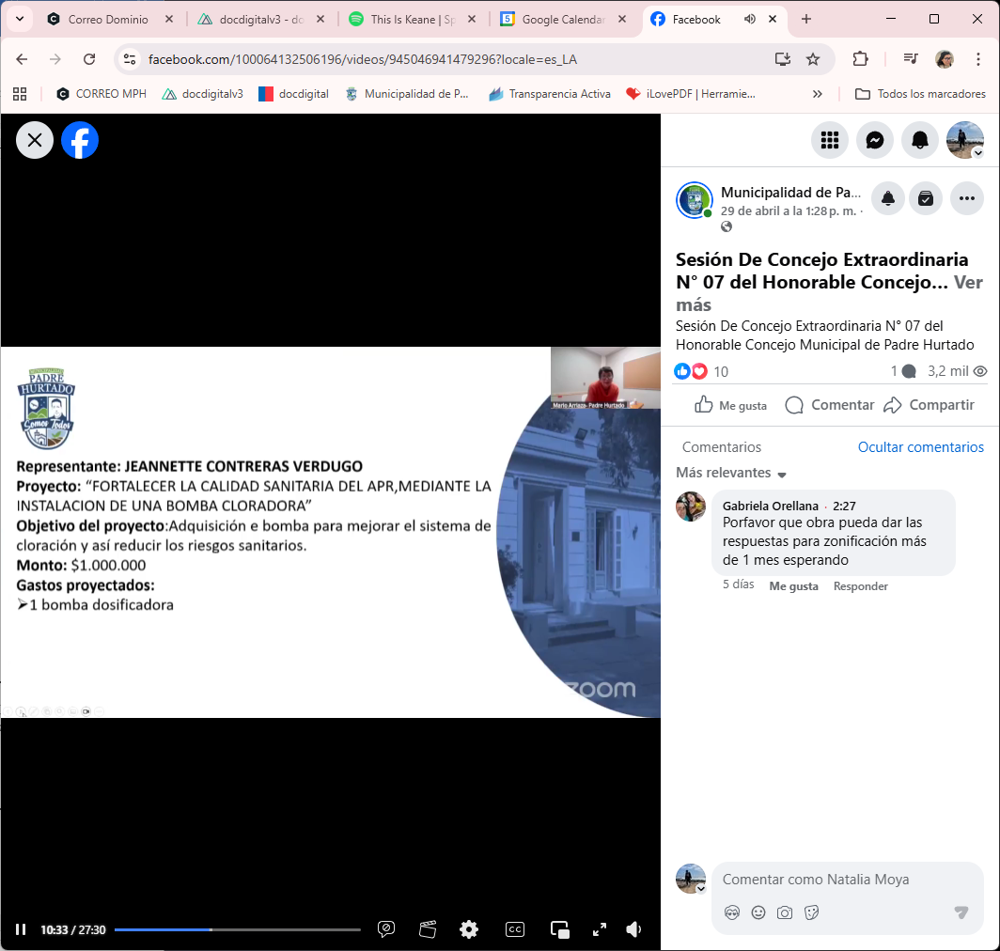 Correo Dominio
docdigitalv3 - do
This Is Keane | Sp
5
Google Calendar
Facebook
facebook.com/100064132506196/videos/945046941479296?locale=es_LA
CORREO MPH
docdigitalv3
docdigital
Municipalidad de P...
Transparencia Activa
iLovePDF | Herramie...
Todos los marcadores
MUNICIPALIDAD
PADRE
HURTADO
Somos Todos
Mario Arriaza- Padre Hurtado
Representante: JEANNETTE CONTRERAS VERDUGO
Proyecto: “FORTALECER LA CALIDAD SANITARIA DEL APR,MEDIANTE LA
INSTALACION DE UNA BOMBA CLORADORA”
Objetivo del proyecto:Adquisición e bomba para mejorar el sistema de
cloración y así reducir los riesgos sanitarios.
Monto: $1.000.000
Gastos proyectados:
➢1 bomba dosificadora
zoom
10:33 / 27:30
CC
Municipalidad de Pa...
29 de abril a la 1:28 p. m. ·
Sesión De Concejo Extraordinaria
N° 07 del Honorable Concejo... Ver
más
Sesión De Concejo Extraordinaria N° 07 del
Honorable Concejo Municipal de Padre Hurtado
10
1
3,2 mil
Me gusta
Comentar
Compartir
Comentarios
Ocultar comentarios
Más relevantes
Gabriela Orellana · 2:27
Porfavor que obra pueda dar las
respuestas para zonificación más
de 1 mes esperando
5 días
Me gusta
Responder
Comentar como Natalia Moya